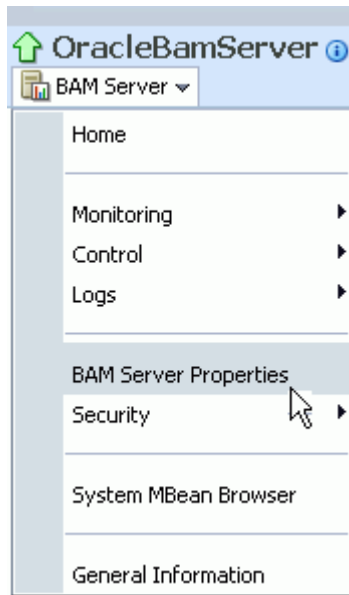 OracleBamServer
BAM Server
Home
Monitoring
Control
Logs
BAM Server Properties
Security
System MBean Browser
General Information